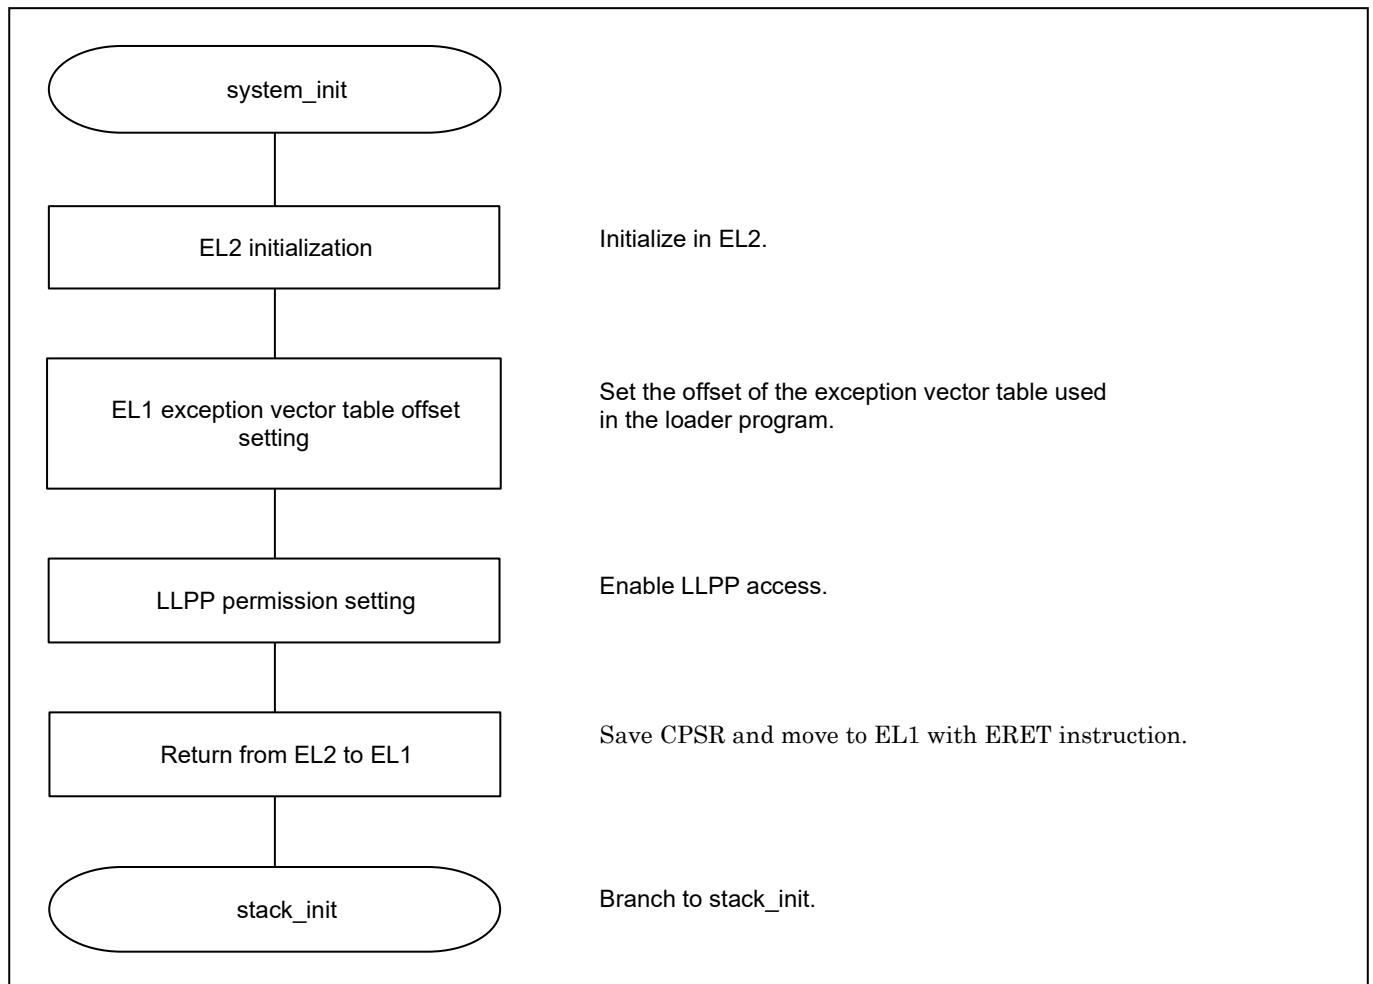 system_init
EL2 initialization
Initialize in EL2.
EL1 exception vector table offset
setting
Set the offset of the exception vector table used
in the loader program.
LLPP permission setting
Enable LLPP access.
Return from EL2 to EL1
Save CPSR and move to EL1 with ERET instruction.
stack_init
Branch to stack_init.